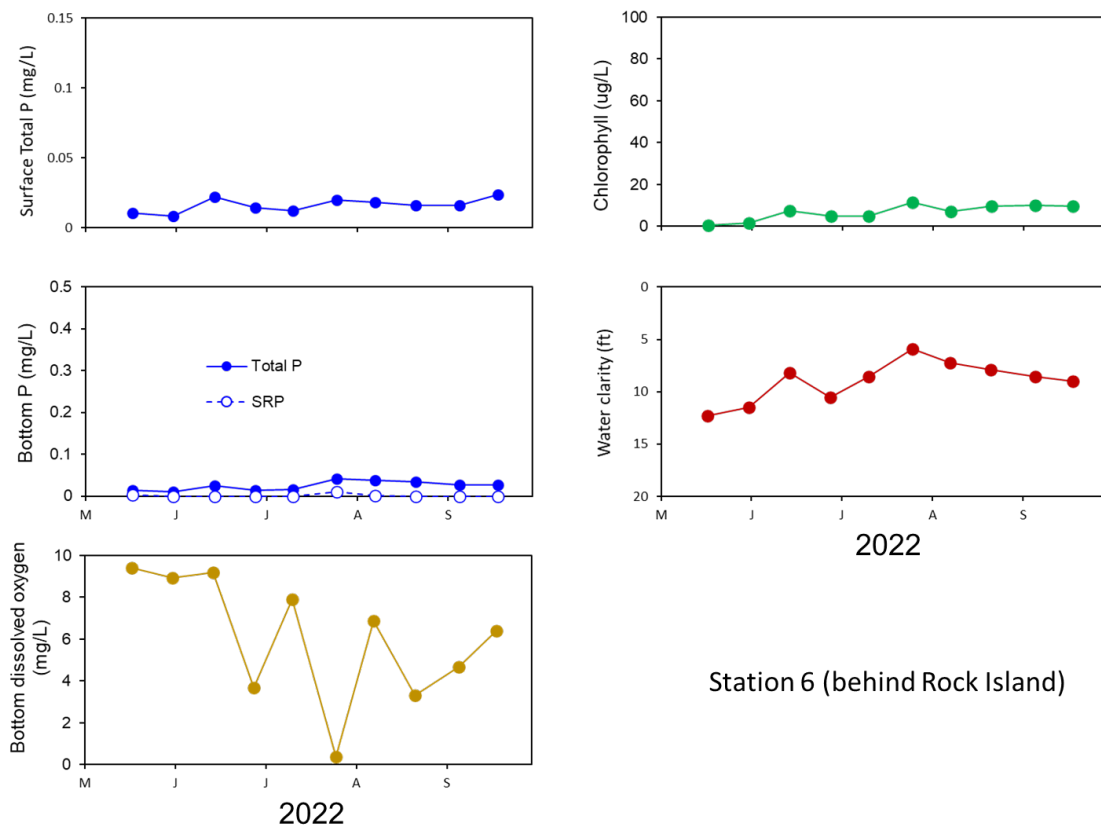 Surface Total P (mg/L)
0.15
0.1
0.05
0
M J J A S
Chlorophyll (ug/L)
100
80
60
40
20
0
M J J A S
Bottom P (mg/L)
0.5
0.4
0.3
0.2
0.1
0
Total P
SRP
M J J A S
Water clarity (ft)
0
5
10
15
20
M J J A S
2022
Bottom dissolved oxygen
(mg/L)
10
8
6
4
2
0
M J J A S
2022
Station 6 (behind Rock Island)